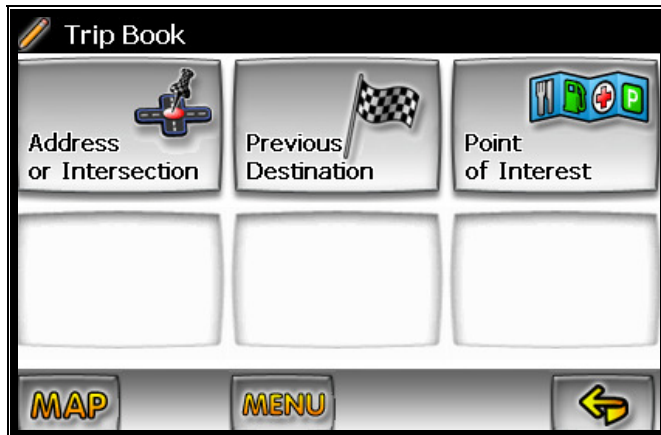 Trip Book
Address
or Intersection
Previous
Destination
Point
of Interest
P
MAP
MENU